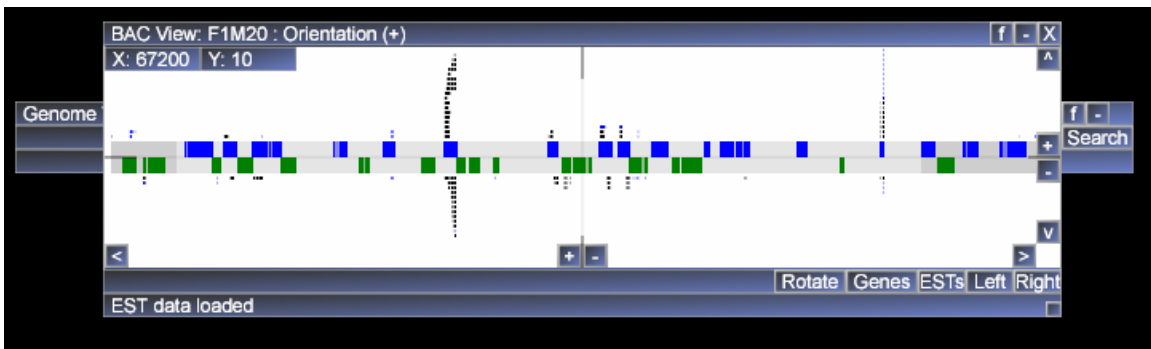 BAC View: F1M20 : Orientation (+)
f - X
X: 67200 Y: 10
^
Genome
f -
+ Search
-
v
< + - >
Rotate Genes ESTs Left Right
EST data loaded